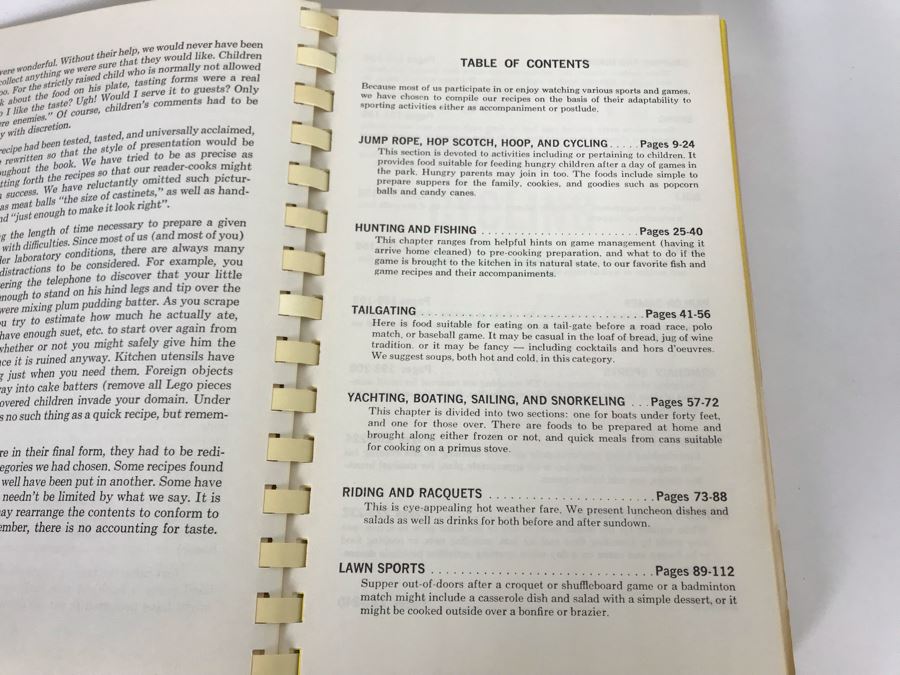 were wonderful. Without their help, we would never have been
collect anything we were sure that they would like. Children
For the strictly raised child who is normally not allowed
about the food on his plate, tasting forms were a real
I like the taste? Ugh! Would I serve it to guests? Only
enemies." Of course, children's comments had to be
with discretion.
recipe had been tested, tasted, and universally acclaimed,
rewritten so that the style of presentation would be
the book. We have tried to be as precise as
forth the recipes so that our reader-cooks might
success. We have reluctantly omitted such pictur-
as meat balls "the size of castinets," as well as hand-
"just enough to make it look right".
the length of time necessary to prepare a given
with difficulties. Since most of us (and most of you)
laboratory conditions, there are always many
distractions to be considered. For example, you
the telephone to discover that your little
enough to stand on his hind legs and tip over the
were mixing plum pudding batter. As you scrape
try to estimate how much he actually ate,
have enough suet, etc. to start over again from
whether or not you might safely give him the
it is ruined anyway. Kitchen utensils have
just when you need them. Foreign objects
into cake batters (remove all Lego pieces
covered children invade your domain. Under
no such thing as a quick recipe, but remem-
in their final form, they had to be redi-
we had chosen. Some recipes found
well have been put in another. Some have
needn't be limited by what we say. It is
may rearrange the contents to conform to
there is no accounting for taste.
TABLE OF CONTENTS
Because most of us participate in or enjoy watching various sports and games,
we have chosen to compile our recipes on the basis of their adaptability to
sporting activities either as accompaniment or postlude.
JUMP ROPE, HOP SCOTCH, HOOP, AND CYCLING.....Pages 9-24
This section is devoted to activities including or pertaining to children. It
provides food suitable for feeding hungry children after a day of games in
the park. Hungry parents may join in too. The foods include simple to
prepare suppers for the family, cookies, and goodies such as popcorn
balls and candy canes.
HUNTING AND FISHING ........................Pages 25-40
This chapter ranges from helpful hints on game management (having it
arrive home cleaned) to pre-cooking preparation, and what to do if the
game is brought to the kitchen in its natural state, to our favorite fish and
game recipes and their accompaniments.
TAILGATING ..................................Pages 41-56
Here is food suitable for eating on a tail-gate before a road race, polo
match, or baseball game. It may be casual in the loaf of bread, jug of wine
tradition, or it may be fancy — including cocktails and hors d'oeuvres.
We suggest soups, both hot and cold, in this category.
YACHTING, BOATING, SAILING, AND SNORKELING ...Pages 57-72
This chapter is divided into two sections: one for boats under forty feet,
and one for those over. There are foods to be prepared at home and
brought along either frozen or not, and quick meals from cans suitable
for cooking on a primus stove.
RIDING AND RACQUETS ........................Pages 73-88
This is eye-appealing hot weather fare. We present luncheon dishes and
salads as well as drinks for both before and after sundown.
LAWN SPORTS .................................Pages 89-112
Supper out-of-doors after a croquet or shuffleboard game or a badminton
match might include a casserole dish and salad with a simple dessert, or it
might be cooked outside over a bonfire or brazier.